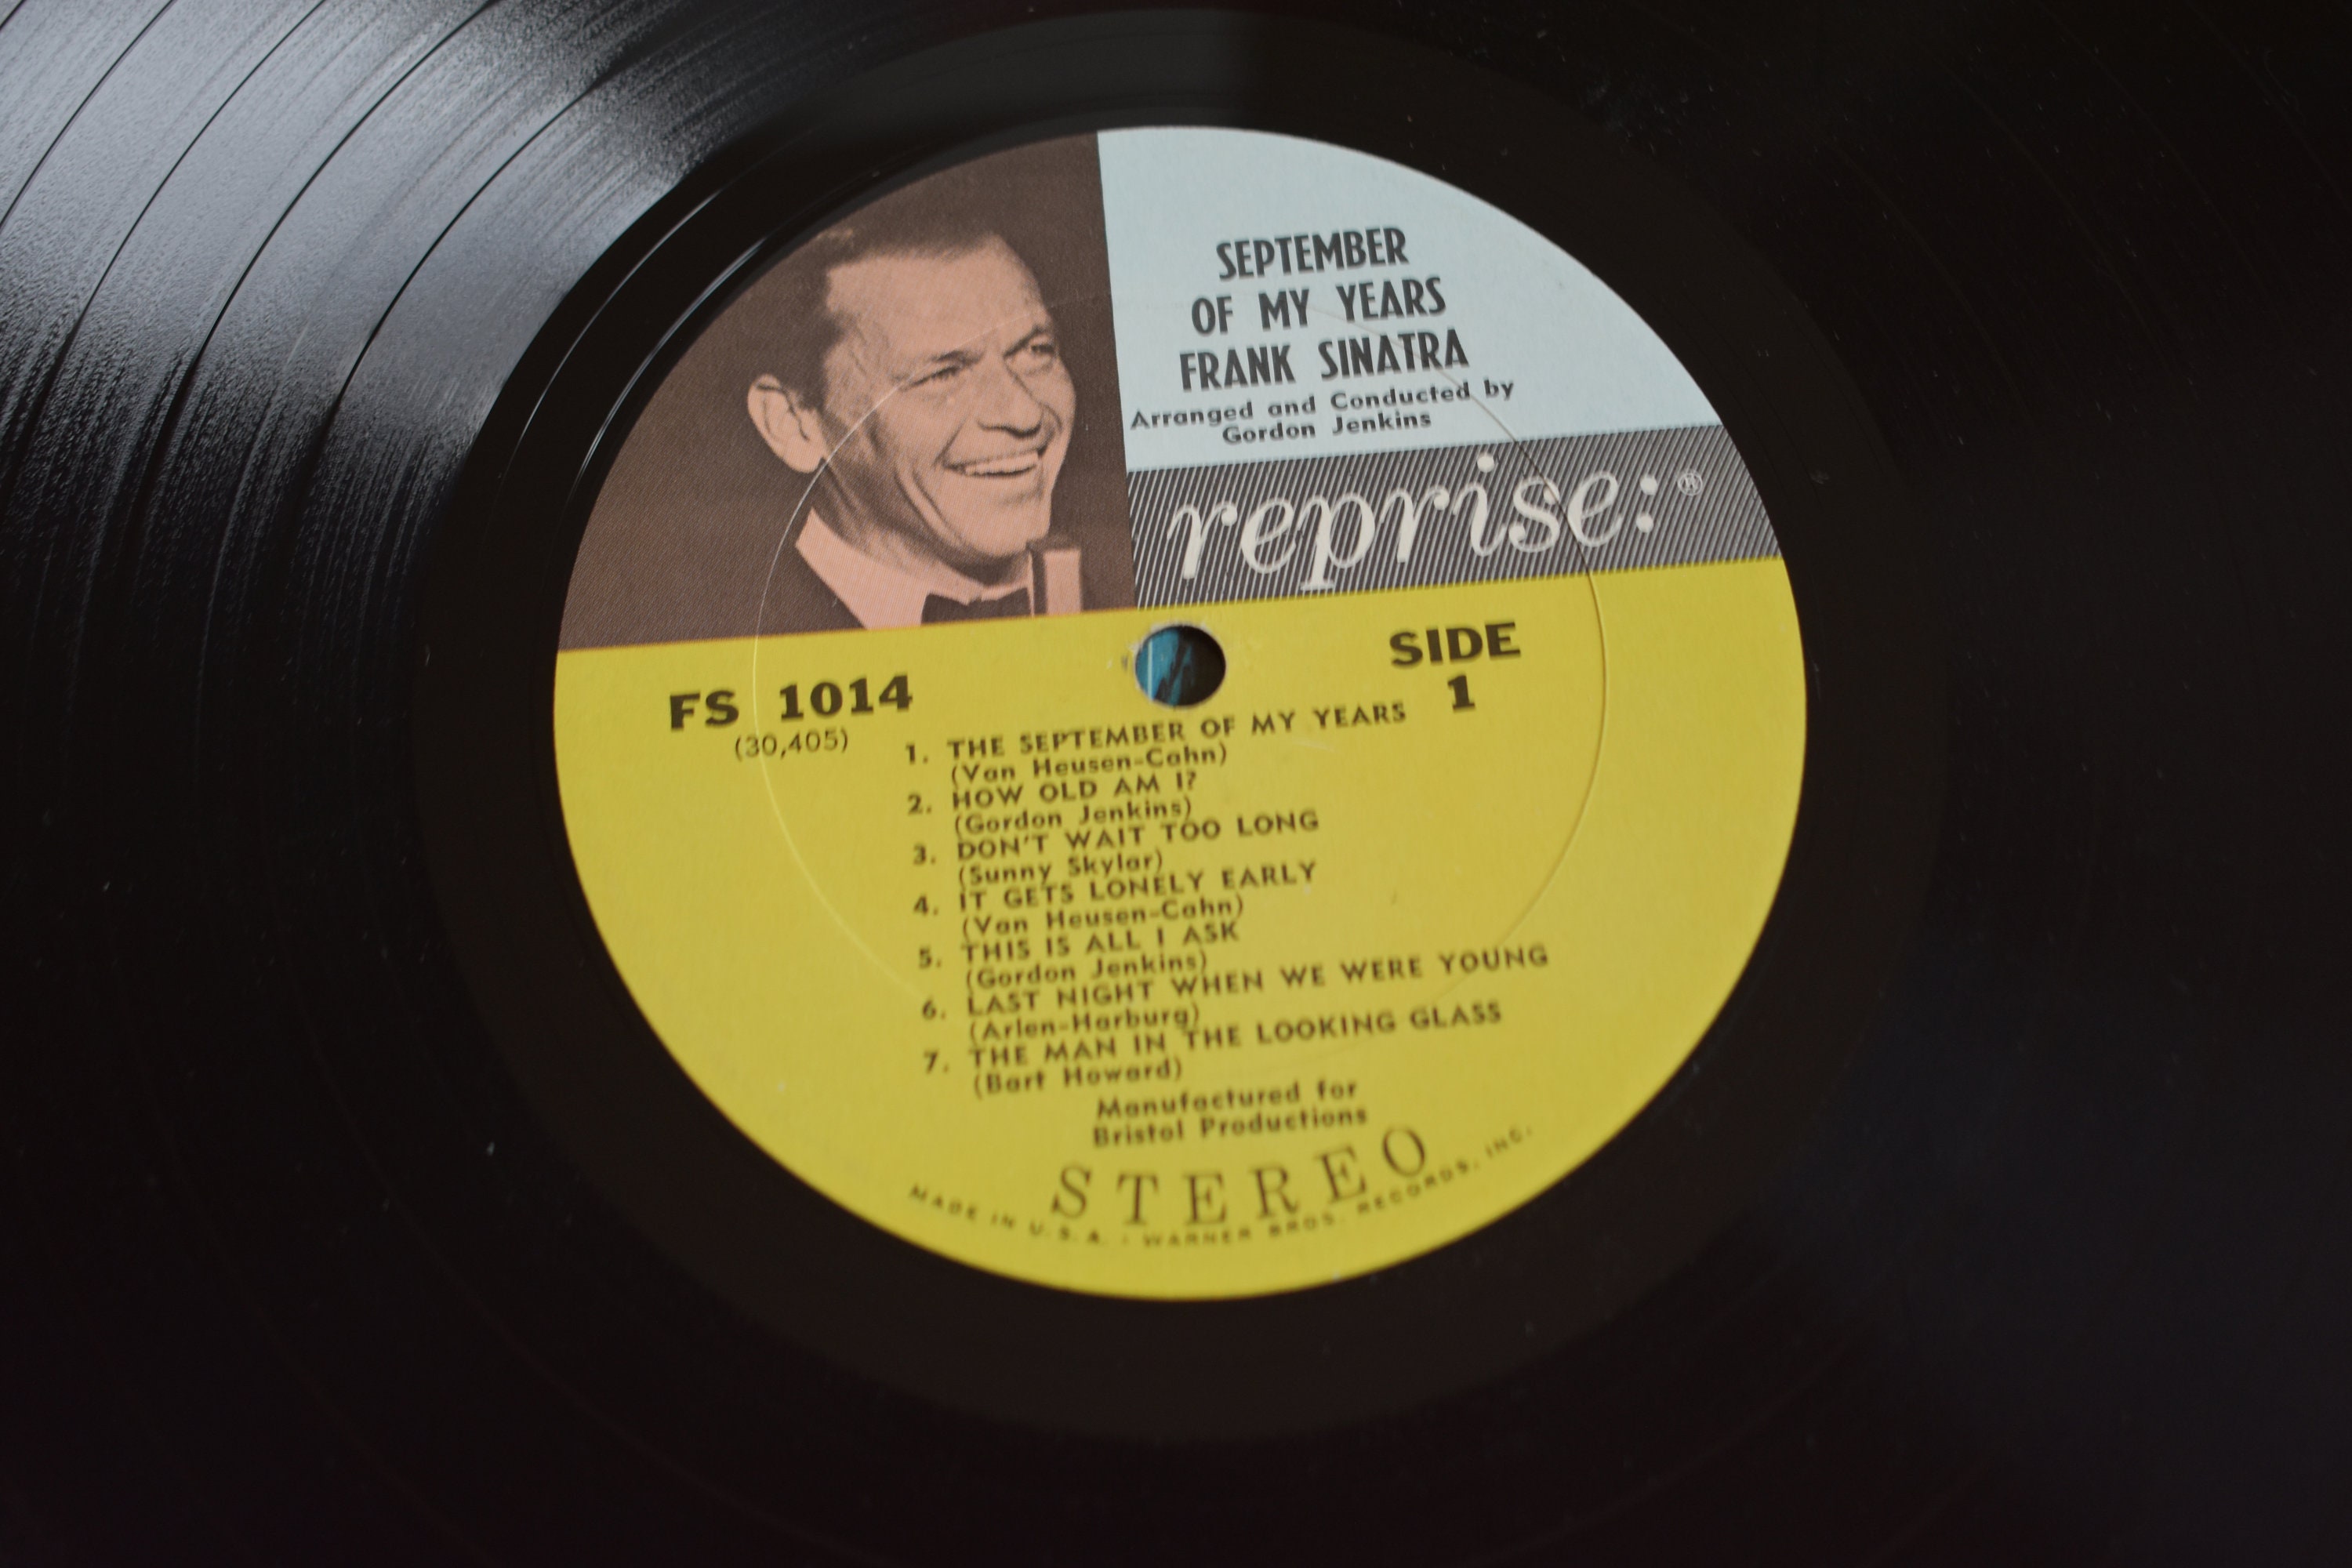 SEPTEMBER
OF MY YEARS
FRANK SINATRA
Arranged and Conducted by
Gordon Jenkins
reprise:®
FS 1014
(30,405)
SIDE
1
1. THE SEPTEMBER OF MY YEARS
(Van Heusen-Cahn)
2. HOW OLD AM I?
(Gordon Jenkins)
3. DON'T WAIT TOO LONG
(Sunny Skylar)
4. IT GETS LONELY EARLY
(Van Heusen-Cahn)
5. THIS IS ALL I ASK
(Gordon Jenkins)
6. LAST NIGHT WHEN WE WERE YOUNG
(Arlen-Harburg)
7. THE MAN IN THE LOOKING GLASS
(Bart Howard)
Manufactured for
Bristol Productions
STEREO
MADE IN U.S.A. · WARNER BROS. RECORDS, INC.